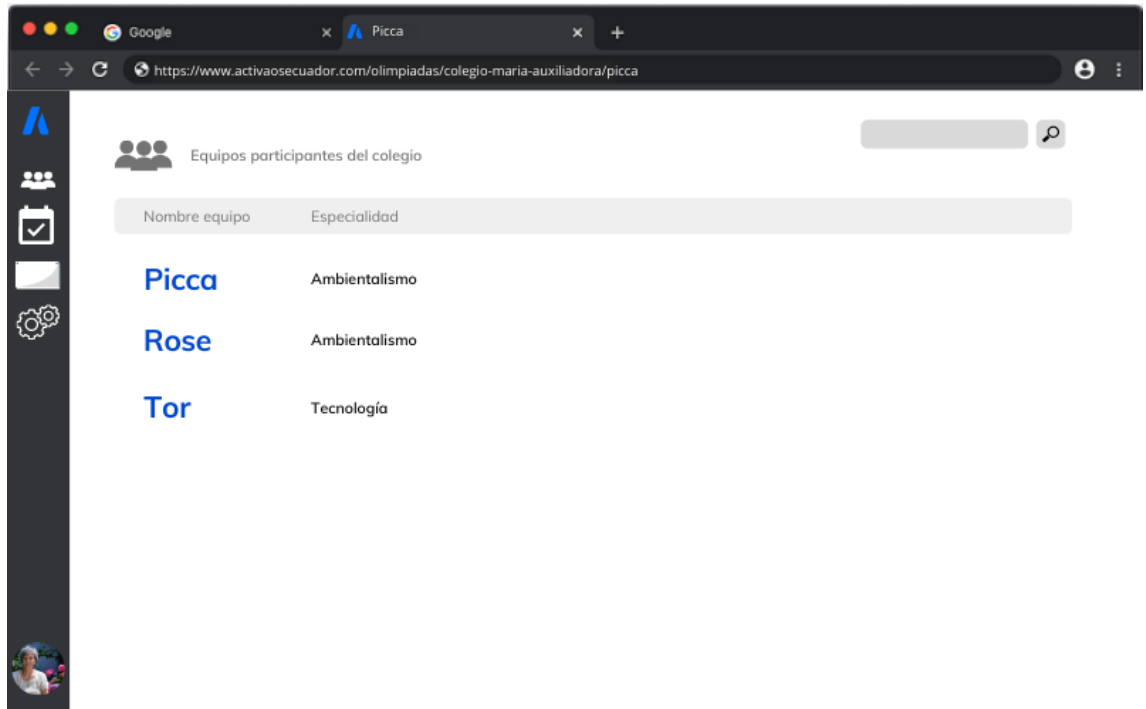 Google
Picca
https://www.activaosecuador.com/olimpiadas/colegio-maria-auxiliadora/picca
Equipos participantes del colegio
Nombre equipo Especialidad
Picca Ambientalismo
Rose Ambientalismo
Tor Tecnología